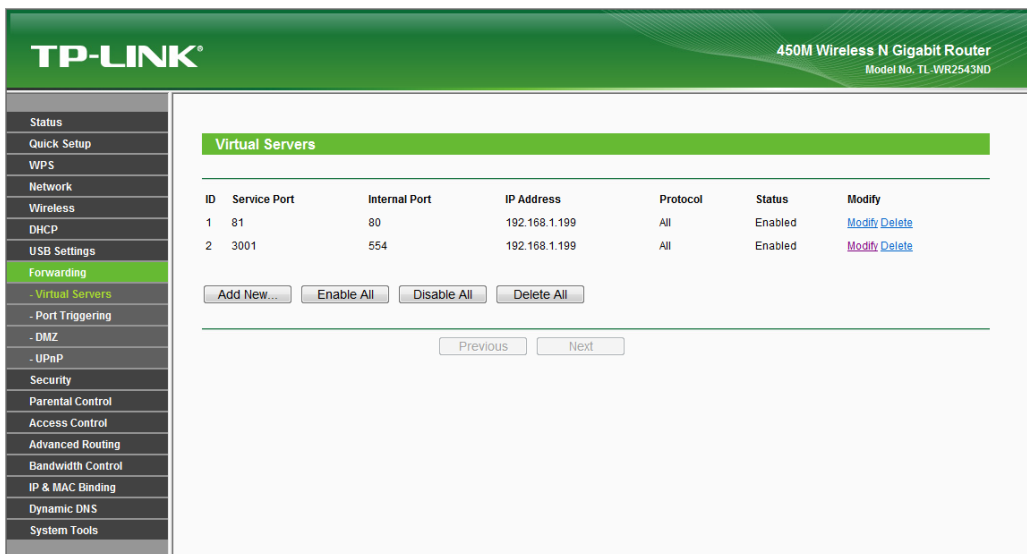 TP-LINK®
450M Wireless N Gigabit Router
Model No. TL-WR2543ND
Status
Quick Setup
WPS
Network
Wireless
DHCP
USB Settings
Forwarding
- Virtual Servers
- Port Triggering
- DMZ
- UPnP
Security
Parental Control
Access Control
Advanced Routing
Bandwidth Control
IP & MAC Binding
Dynamic DNS
System Tools
Virtual Servers
ID Service Port Internal Port IP Address Protocol Status Modify
1 81 80 192.168.1.199 All Enabled Modify Delete
2 3001 554 192.168.1.199 All Enabled Modify Delete
Add New... Enable All Disable All Delete All
Previous Next